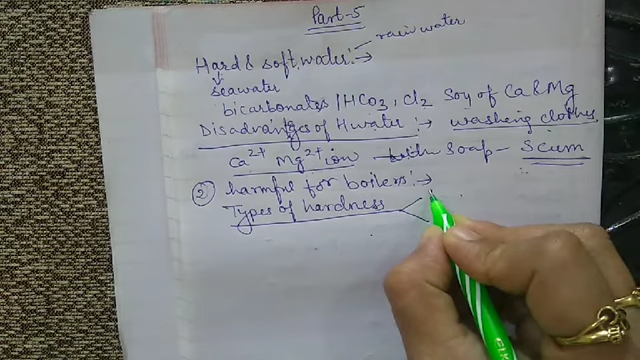 Part-5
Hard & soft water :→ rain water
seawater
bicarbonates / HCO3, Cl2 So4 of Ca & Mg
Disadvantges of H water :→ washing clothes.
Ca2+ Mg2+ ion with soap - Scum
② harmful for boilers :→
Types of hardness